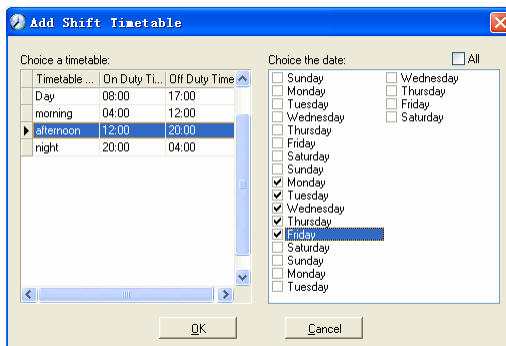 Add Shift Timetable
Choice a timetable:
Timetable ... On Duty Ti... Off Duty Time
Day 08:00 17:00
morning 04:00 12:00
afternoon 12:00 20:00
night 20:00 04:00
Choice the date:
All
Sunday
Monday
Tuesday
Wednesday
Thursday
Friday
Saturday
Sunday
Monday
Tuesday
Wednesday
Thursday
Friday
Saturday
Sunday
Monday
Tuesday
Wednesday
Thursday
Friday
Saturday
OK
Cancel